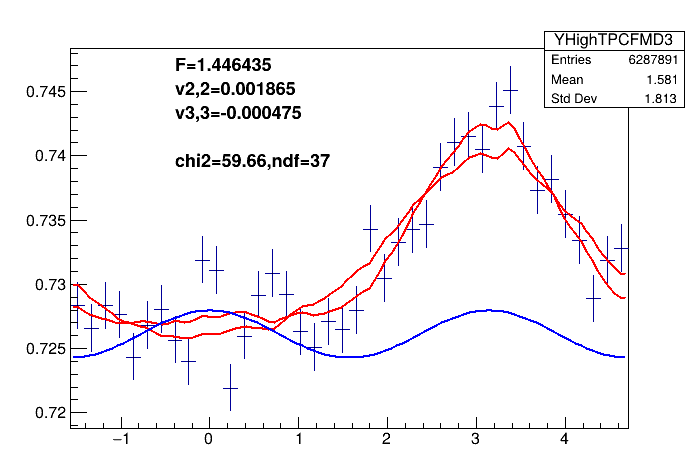 YHighTPCFMD3
Entries 6287891
Mean 1.581
Std Dev 1.813
F=1.446435
v2,2=0.001865
v3,3=-0.000475
chi2=59.66,ndf=37
0.745
0.74
0.735
0.73
0.725
0.72
−1 0 1 2 3 4